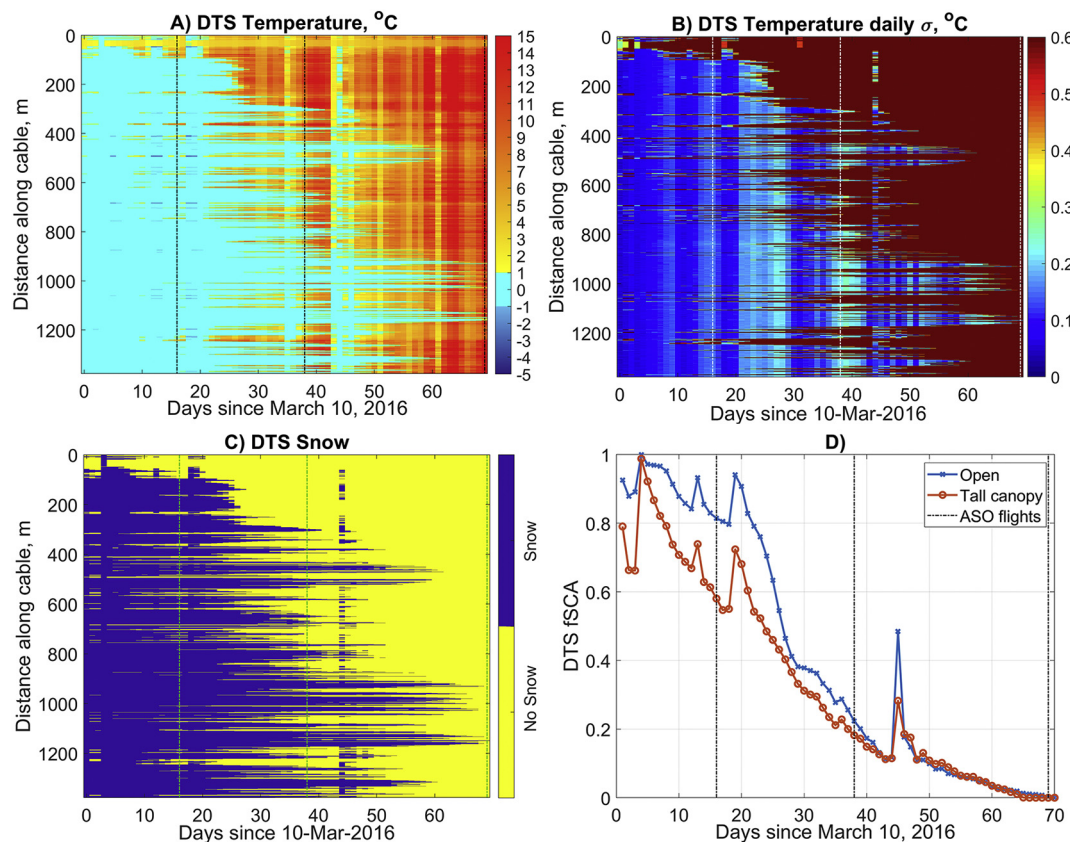 A) DTS Temperature, °C
Distance along cable, m
0
200
400
600
800
1000
1200
0 10 20 30 40 50 60
Days since March 10, 2016
15
14
13
12
11
10
9
8
7
6
5
4
3
2
1
0
-1
-2
-3
-4
-5
B) DTS Temperature daily σ, °C
Distance along cable, m
0
200
400
600
800
1000
1200
0 10 20 30 40 50 60
Days since 10-Mar-2016
0.6
0.5
0.4
0.3
0.2
0.1
0
C) DTS Snow
Distance along cable, m
0
200
400
600
800
1000
1200
0 10 20 30 40 50 60
Days since 10-Mar-2016
Snow
No Snow
D)
DTS fSCA
1
0.8
0.6
0.4
0.2
0
0 10 20 30 40 50 60 70
Days since March 10, 2016
Open
Tall canopy
ASO flights